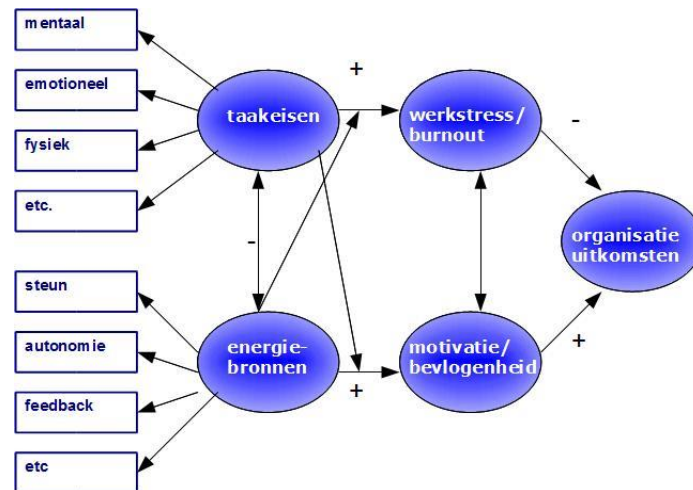 mentaal
emotioneel
fysiek
etc.
steun
autonomie
feedback
etc
taakeisen
energie-
bronnen
+
-
+
werkstress/
burnout
motivatie/
bevlogenheid
-
+
organisatie
uitkomsten